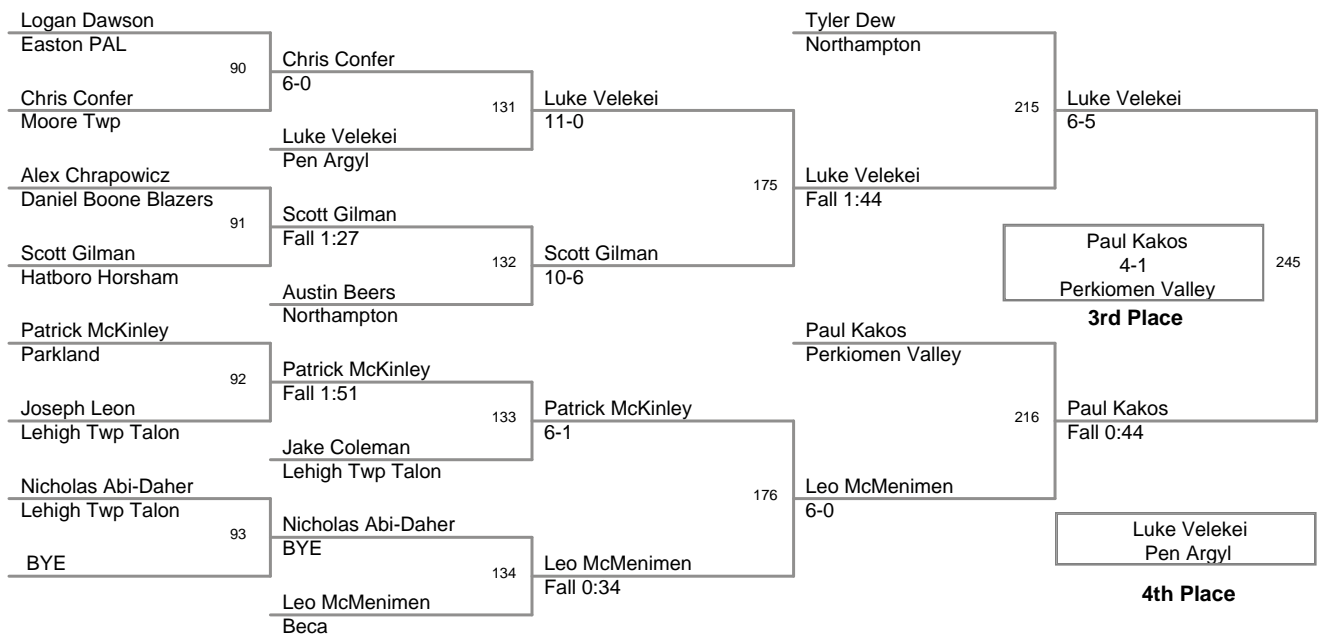 Logan Dawson
Easton PAL
90
Chris Confer
Moore Twp
Chris Confer
6-0
131
Luke Velekei
Pen Argyl
Luke Velekei
11-0
Alex Chrapowicz
Daniel Boone Blazers
91
Scott Gilman
Hatboro Horsham
Scott Gilman
Fall 1:27
132
Austin Beers
Northampton
Scott Gilman
10-6
175
Luke Velekei
Fall 1:44
Tyler Dew
Northampton
215
Luke Velekei
6-5
Patrick McKinley
Parkland
92
Joseph Leon
Lehigh Twp Talon
Patrick McKinley
Fall 1:51
133
Jake Coleman
Lehigh Twp Talon
Patrick McKinley
6-1
Nicholas Abi-Daher
Lehigh Twp Talon
93
BYE
Nicholas Abi-Daher
BYE
134
Leo McMenimen
Beca
Leo McMenimen
Fall 0:34
176
Leo McMenimen
6-0
Paul Kakos
Perkiomen Valley
216
Paul Kakos
Fall 0:44
245
Paul Kakos
4-1
Perkiomen Valley
3rd Place
Luke Velekei
Pen Argyl
4th Place